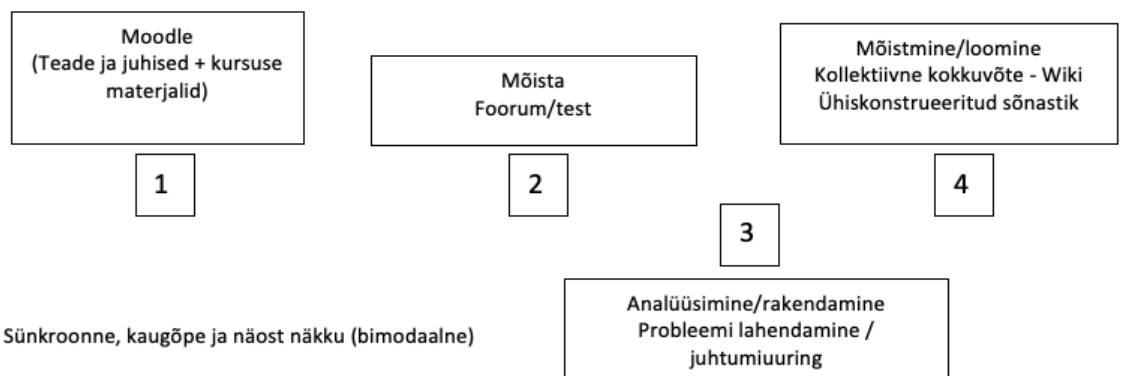 Moodle
(Teade ja juhised + kursuse
materjalid)
1
Mõista
Foorum/test
2
Mõistmine/loomine
Kollektiivne kokkuvõte - Wiki
Ühiskonstrueeritud sõnastik
4
3
Analüüsimine/rakendamine
Probleemi lahendamine /
juhtumiuuring
Sünkroonne, kaugõpe ja näost näkku (bimodaalne)